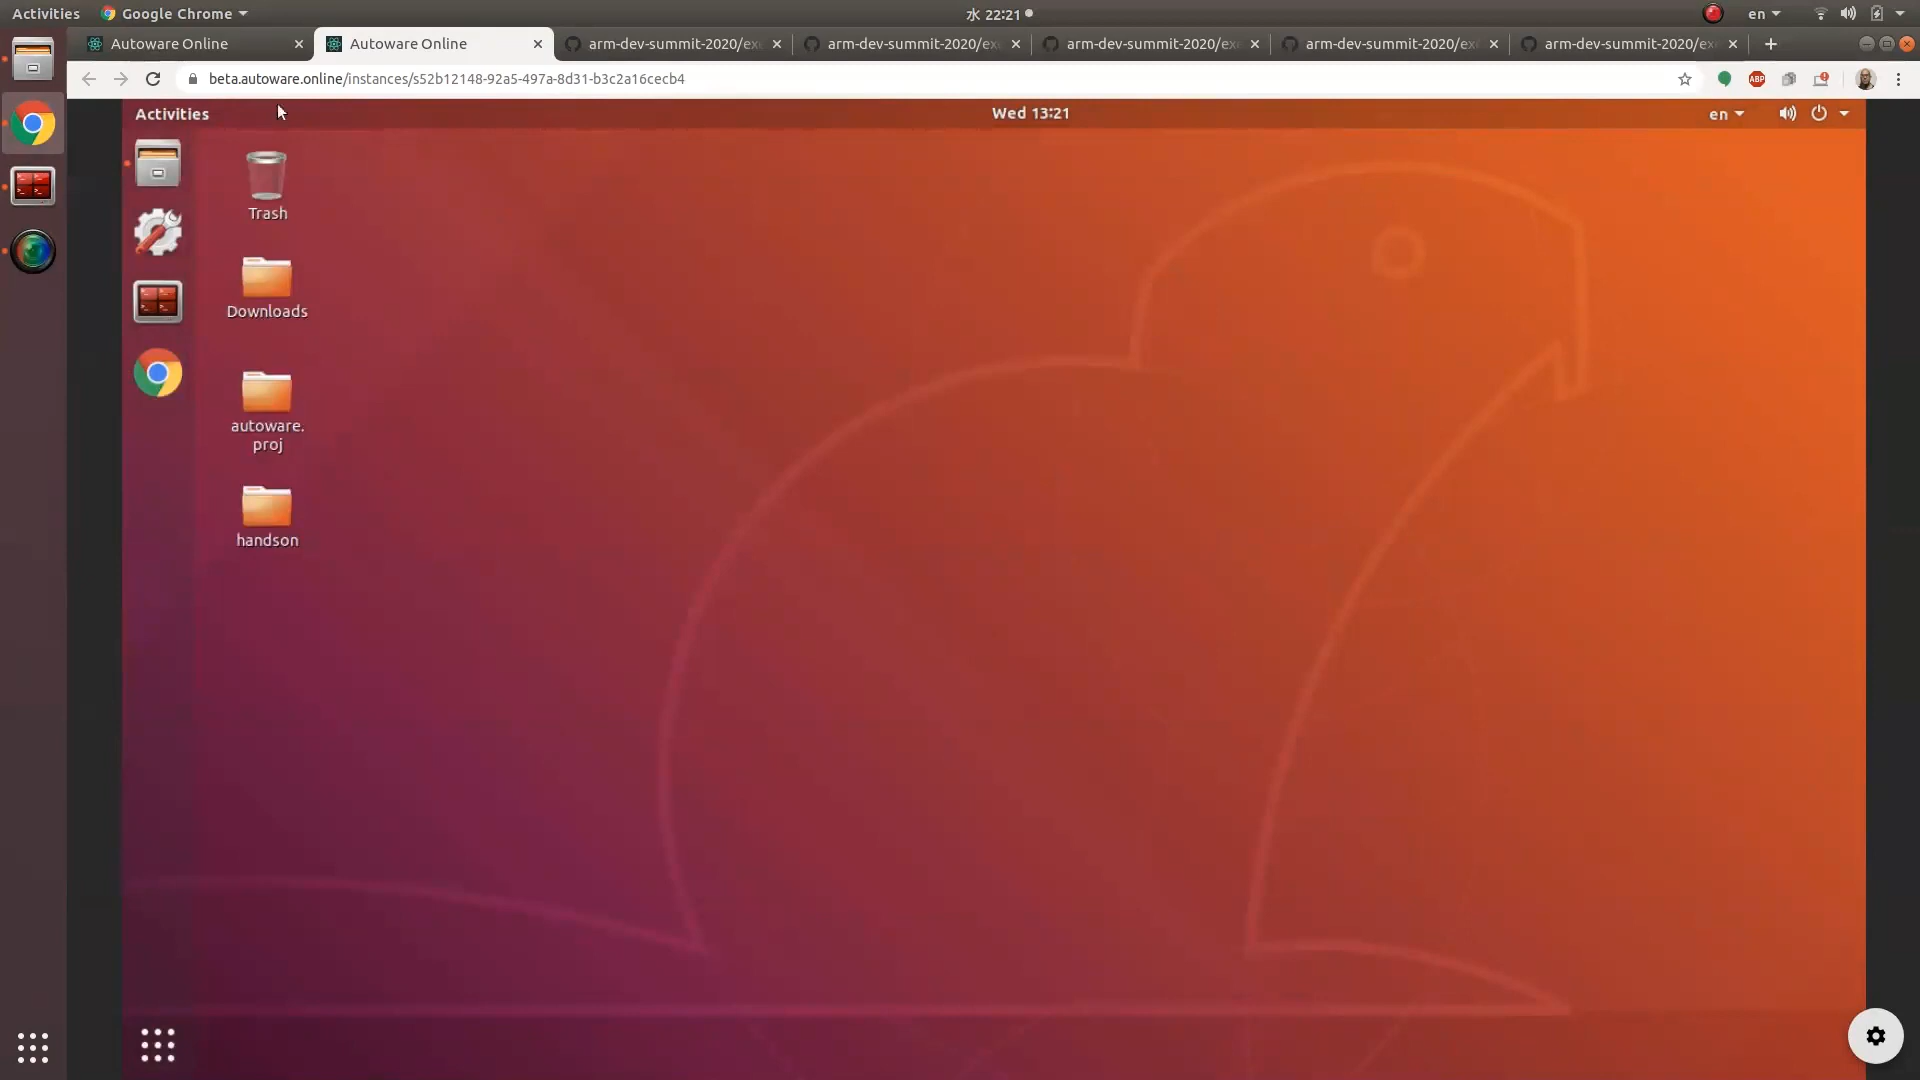 Activities
Google Chrome
水 22:21
en
Autoware Online
Autoware Online
arm-dev-summit-2020/ex
arm-dev-summit-2020/ex
arm-dev-summit-2020/ex
arm-dev-summit-2020/ex
arm-dev-summit-2020/ex
beta.autoware.online/instances/s52b12148-92a5-497a-8d31-b3c2a16cecb4
ABP
Activities
Wed 13:21
en
Trash
Downloads
autoware.
proj
handson